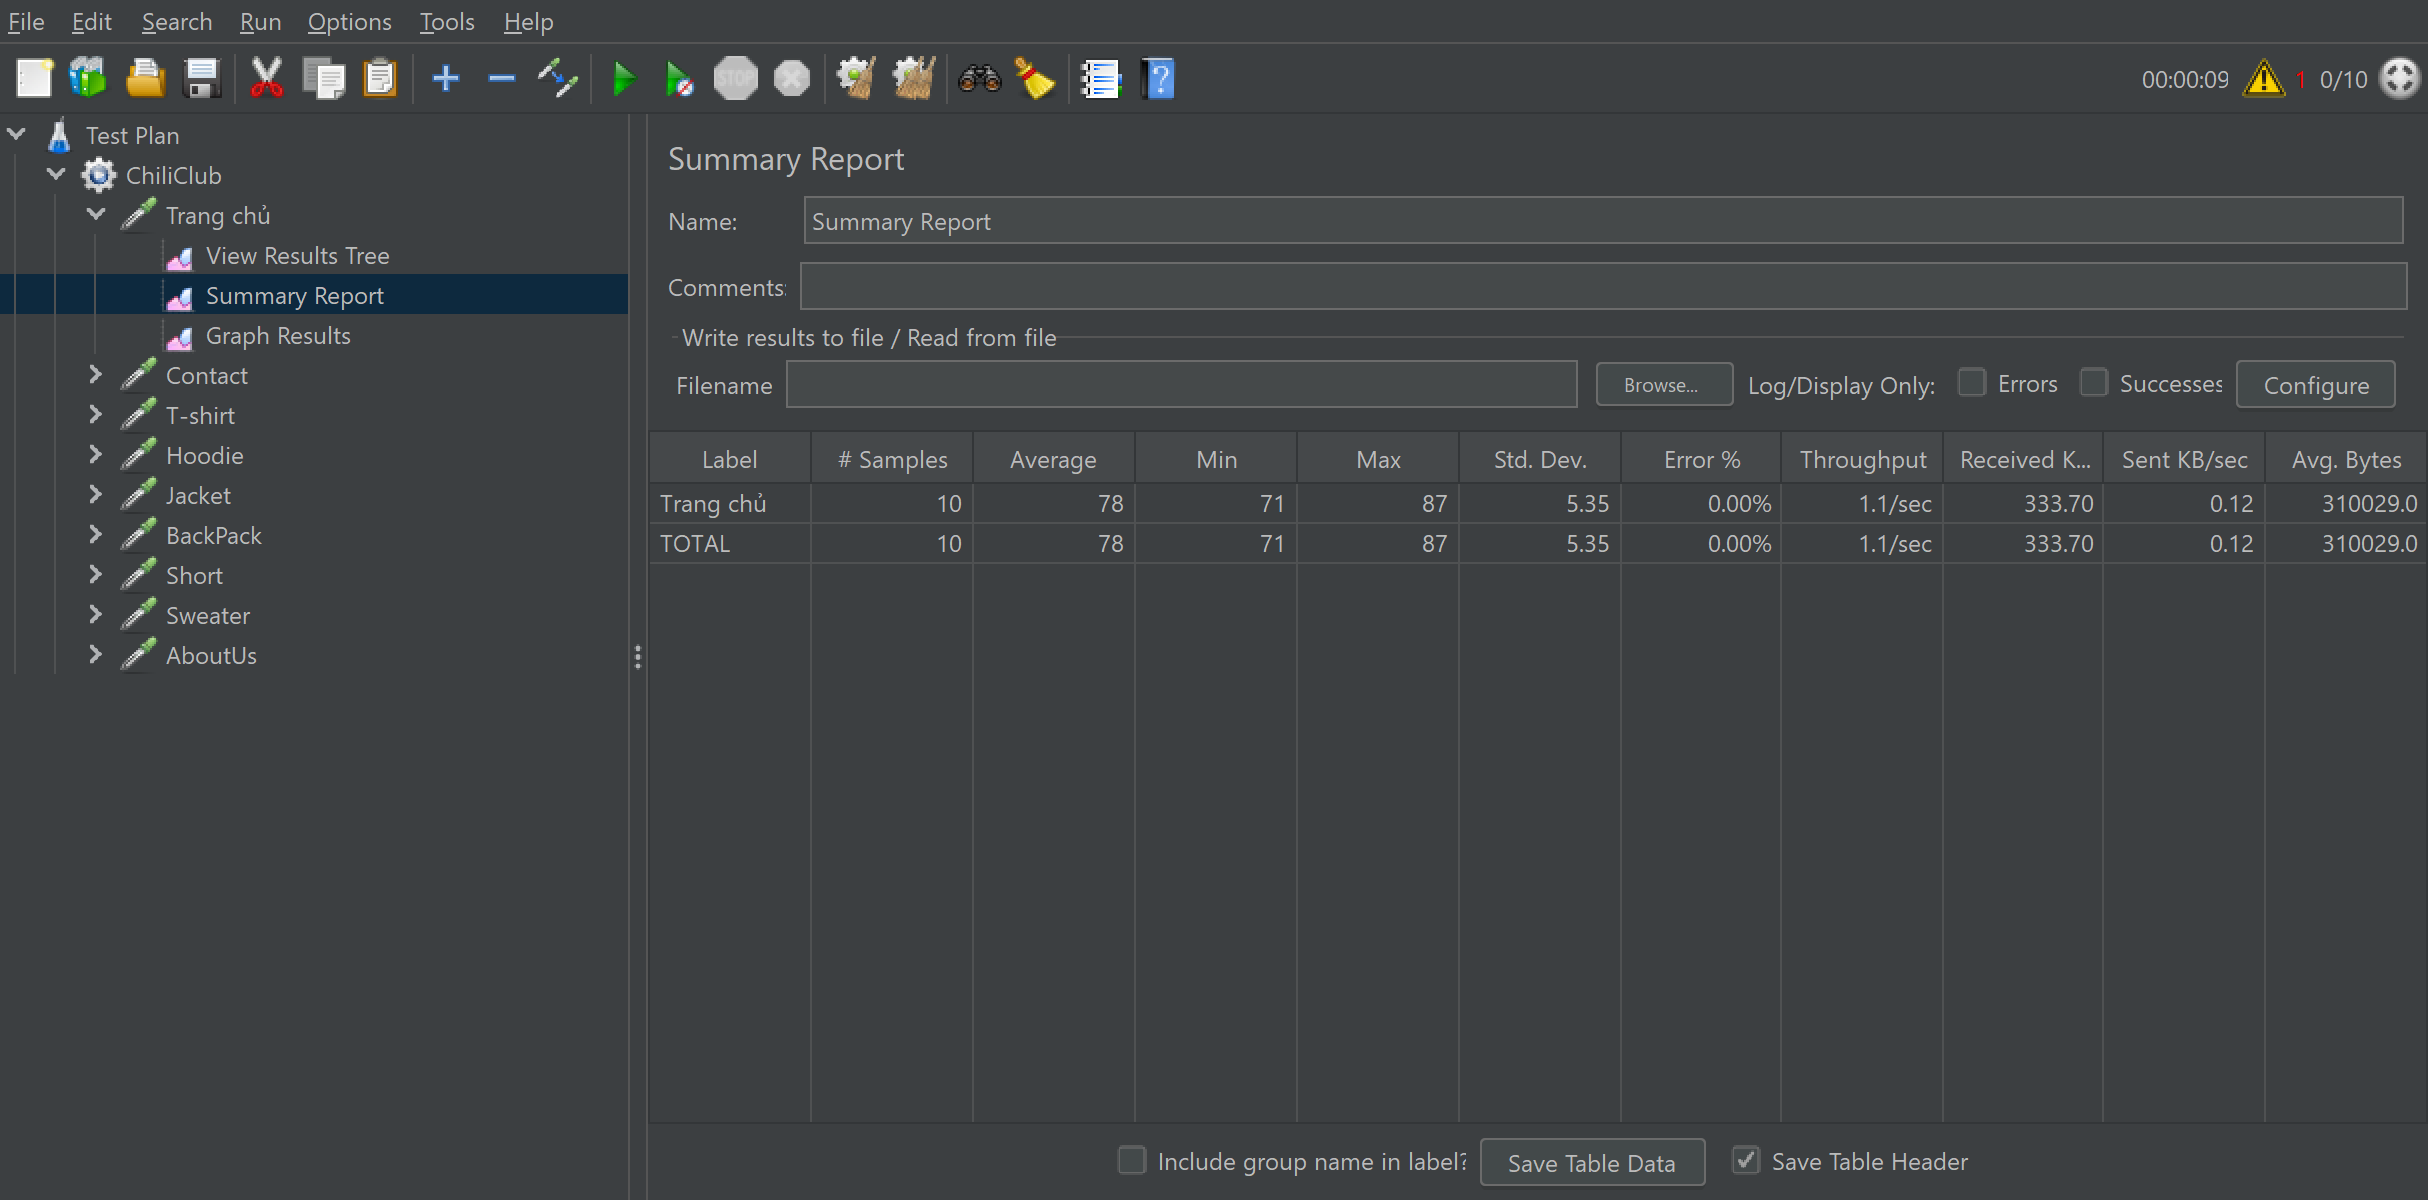 File Edit Search Run Options Tools Help
STOP
00:00:09 1 0/10
Test Plan
ChiliClub
Trang chủ
View Results Tree
Summary Report
Graph Results
Contact
T-shirt
Hoodie
Jacket
BackPack
Short
Sweater
AboutUs
Summary Report
Name: Summary Report
Comments:
Write results to file / Read from file
Filename Browse... Log/Display Only: Errors Successes Configure
Label # Samples Average Min Max Std. Dev. Error % Throughput Received K... Sent KB/sec Avg. Bytes
Trang chủ 10 78 71 87 5.35 0.00% 1.1/sec 333.70 0.12 310029.0
TOTAL 10 78 71 87 5.35 0.00% 1.1/sec 333.70 0.12 310029.0
Include group name in label? Save Table Data Save Table Header